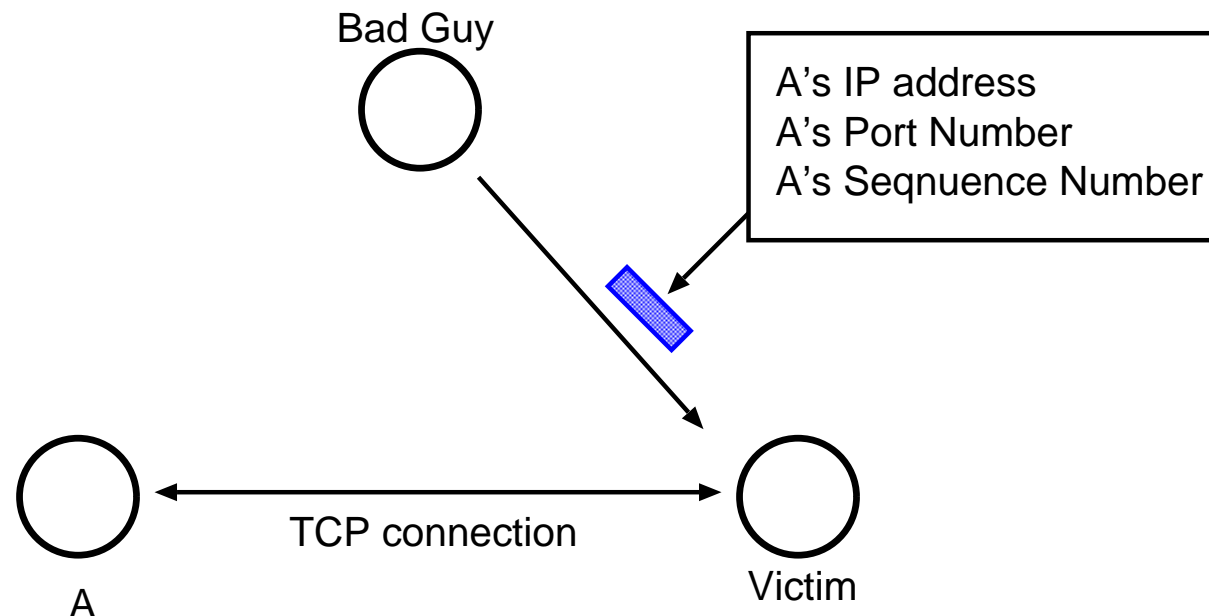 Bad Guy
A's IP address
A's Port Number
A's Seqnuence Number
TCP connection
A
Victim